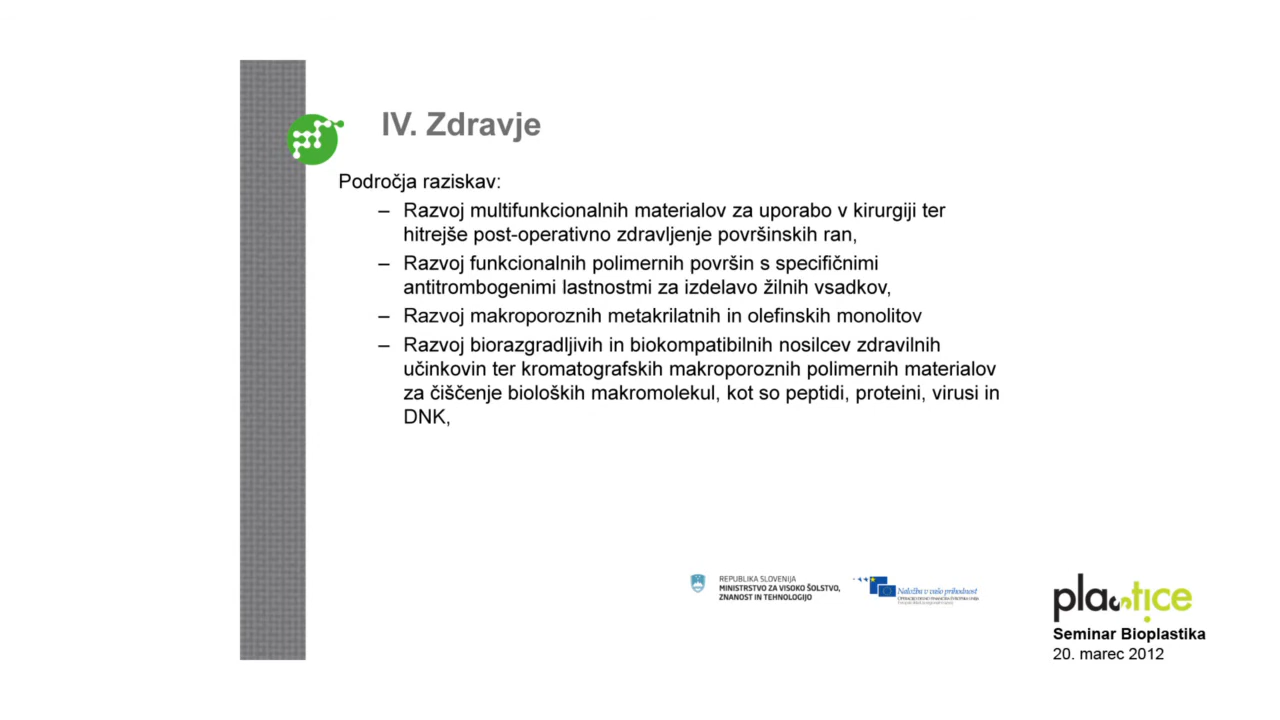 IV. Zdravje
Področja raziskav:
– Razvoj multifunkcionalnih materialov za uporabo v kirurgiji ter
hitrejše post-operativno zdravljenje površinskih ran,
– Razvoj funkcionalnih polimernih površin s specifičnimi
antitrombogenimi lastnostmi za izdelavo žilnih vsadkov,
– Razvoj makroporoznih metakrilatnih in olefinskih monolitov
– Razvoj biorazgradljivih in biokompatibilnih nosilcev zdravilnih
učinkovin ter kromatografskih makroporoznih polimernih materialov
za čiščenje bioloških makromolekul, kot so peptidi, proteini, virusi in
DNK,
REPUBLIKA SLOVENIJA
MINISTRSTVO ZA VISOKO ŠOLSTVO,
ZNANOST IN TEHNOLOGIJO
Naložba v vašo prihodnost
plastice
Seminar Bioplastika
20. marec 2012